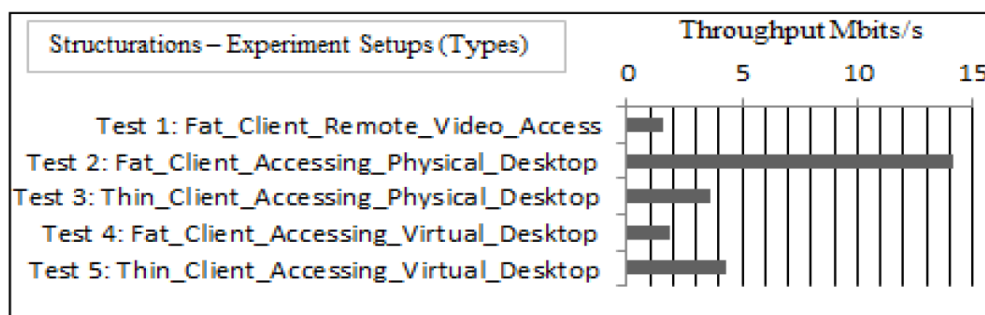 Structurations – Experiment Setups (Types)
Throughput Mbits/s
0 5 10 15
Test 1: Fat_Client_Remote_Video_Access
Test 2: Fat_Client_Accessing_Physical_Desktop
Test 3: Thin_Client_Accessing_Physical_Desktop
Test 4: Fat_Client_Accessing_Virtual_Desktop
Test 5: Thin_Client_Accessing_Virtual_Desktop